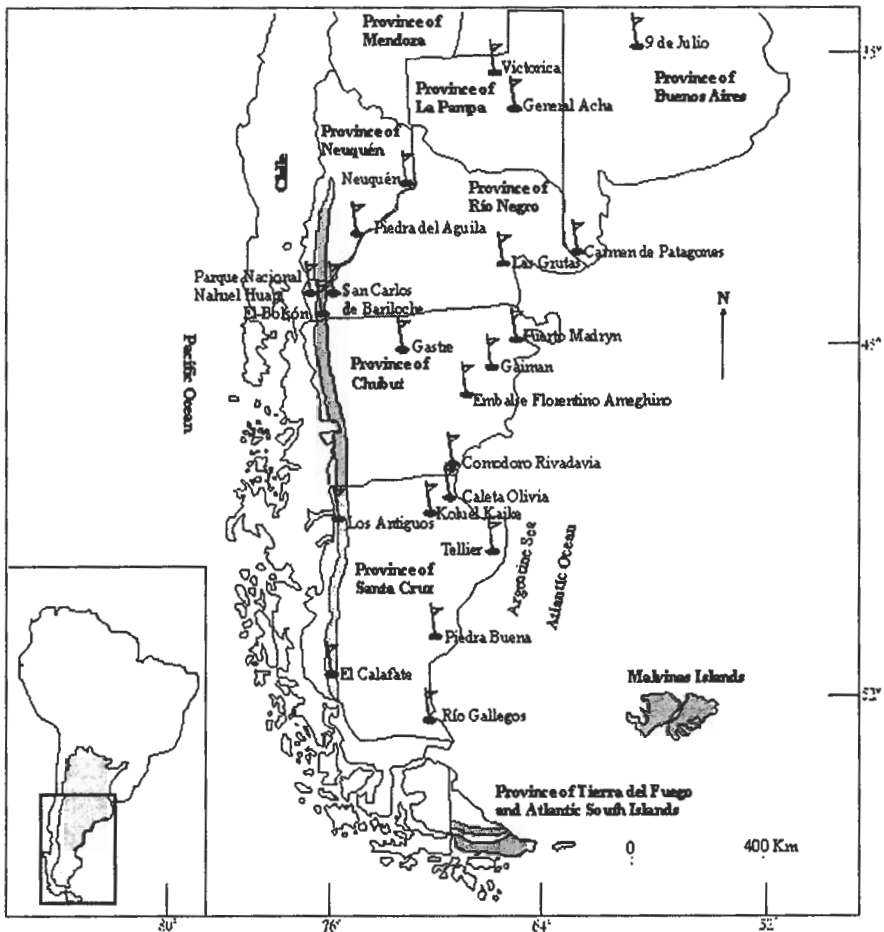 Province of
Mendoza
9 de Julio
Victorica
Province of
Buenos Aires
Province of
La Pampa
General Acha
Province of
Neuquén
Chile
Neuquén
Province of
Río Negro
Piedra del Aguila
Carmen de Patagones
Las Grutas
Parque Nacional
Nahuel Huapi
San Carlos
de Bariloche
El Bolsón
N
Puerto Madryn
Gastre
Gaiman
Province of
Chubut
Pacific Ocean
Embalse Florentino Ameghino
Comodoro Rivadavia
Caleta Olivia
Koluel Kaike
Los Antiguos
Tellier
Argentine Sea
Atlantic Ocean
Province of
Santa Cruz
Piedra Buena
El Calafate
Malvinas Islands
Río Gallegos
Province of Tierra del Fuego
and Atlantic South Islands
0
400 Km
80°
76°
64°
52°